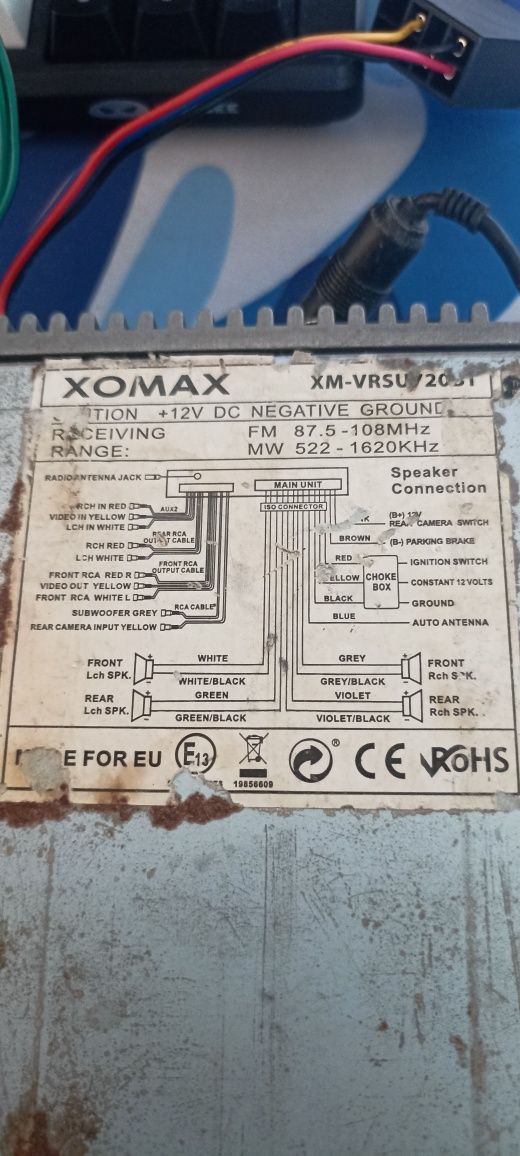 XOMAX
+12V DC NEGATIVE GROUND
RECEIVING FM 87.5-108MHz
RANGE: MW 522-1620KHz
RADIO ANTENNA JACK
MAIN UNIT
Speaker
Connection
ISO CONNECTOR
RCH IN RED
AUX2
VIDEO IN YELLOW
LCH IN WHITE
REAR RCA
OUTPUT CABLE
RCH RED
LCH WHITE
FRONT RCA
OUTPUT CABLE
FRONT RCA RED R
VIDEO OUT YELLOW
FRONT RCA WHITE L
RCA CABLE
SUBWOOFER GREY
REAR CAMERA INPUT YELLOW
(B+) 12V
REAR CAMERA SWITCH
BROWN
(B-) PARKING BRAKE
RED
IGNITION SWITCH
CHOKE
BOX
CONSTANT 12 VOLTS
BLACK
GROUND
BLUE
AUTO ANTENNA
FRONT
Lch SPK.
WHITE
WHITE/BLACK
REAR
Lch SPK.
GREEN
GREEN/BLACK
GREY
GREY/BLACK
FRONT
Rch
VIOLET
VIOLET/BLACK
REAR
Rch SPK.
FOR EU
E13
19856609
®
CE
RoHS